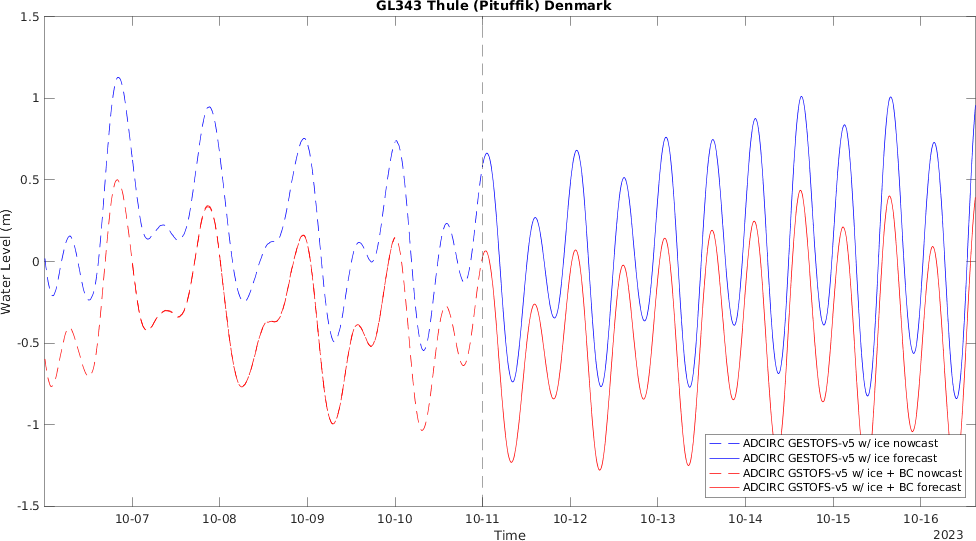 GL343 Thule (Pituffik) Denmark
1.5
1
0.5
0
-0.5
-1
-1.5
Water Level (m)
ADCIRC GESTOFS-v5 w/ ice nowcast
ADCIRC GESTOFS-v5 w/ ice forecast
ADCIRC GSTOFS-v5 w/ ice + BC nowcast
ADCIRC GSTOFS-v5 w/ ice + BC forecast
10-07 10-08 10-09 10-10 10-11 10-12 10-13 10-14 10-15 10-16
Time
2023